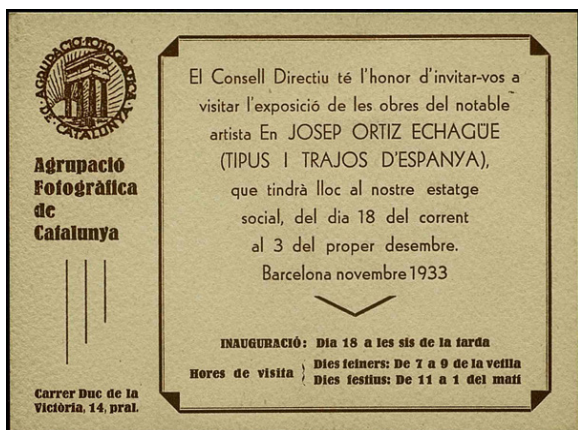 AGRUPACIÓ FOTOGRÀFICA DE CATALUNYA
Agrupació
Fotogràfica
de
Catalunya
Carrer Duc de la
Victòria, 14, pral.
El Consell Directiu té l'honor d'invitar-vos a
visitar l'exposició de les obres del notable
artista En JOSEP ORTIZ ECHAGÜE
(TIPUS I TRAJOS D'ESPANYA),
que tindrà lloc al nostre estatge
social, del dia 18 del corrent
al 3 del proper desembre.
Barcelona novembre 1933
INAUGURACIÓ: Dia 18 a les sis de la tarda
Hores de visita
Dies feiners: De 7 a 9 de la vetlla
Dies festius: De 11 a 1 del matí